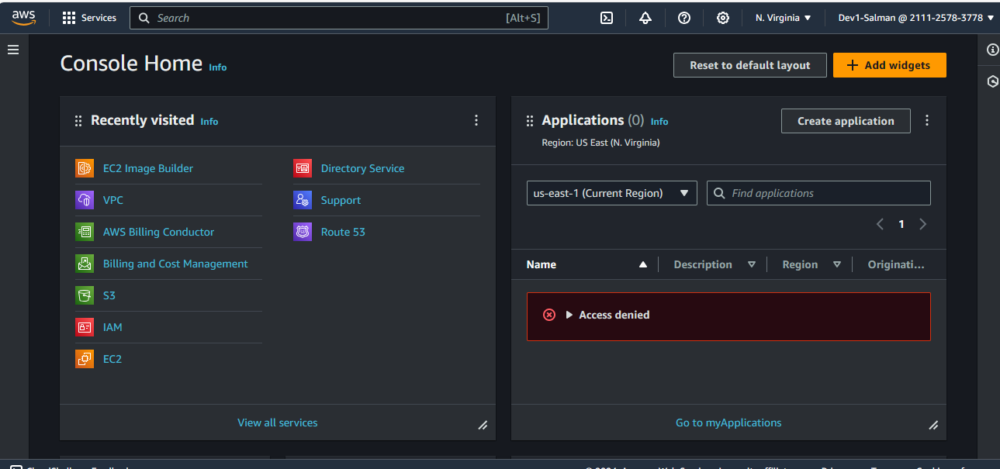 aws
Services
Search
[Alt+S]
N. Virginia
Dev1-Salman @ 2111-2578-3778
Console Home Info
Reset to default layout
Add widgets
Recently visited Info
EC2 Image Builder
VPC
AWS Billing Conductor
Billing and Cost Management
S3
IAM
EC2
Directory Service
Support
Route 53
View all services
Applications (0) Info
Region: US East (N. Virginia)
Create application
us-east-1 (Current Region)
Find applications
1
Name
Description
Region
Originati...
Access denied
Go to myApplications
CloudShell Feedback